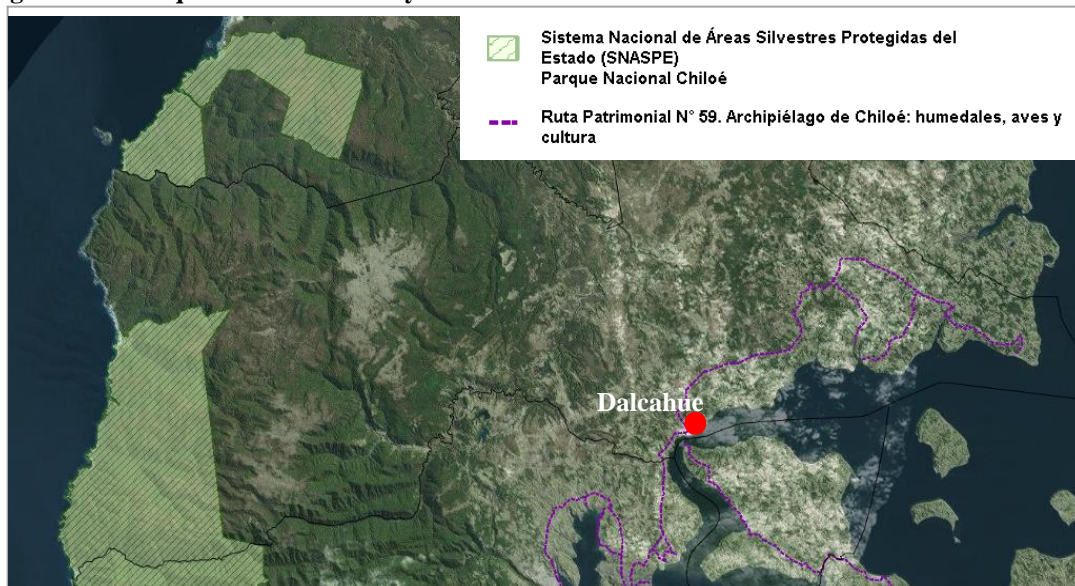 Sistema Nacional de Áreas Silvestres Protegidas del
Estado (SNASPE)
Parque Nacional Chiloé
Ruta Patrimonial N° 59. Archipiélago de Chiloé: humedales, aves y
cultura
Dalcahue